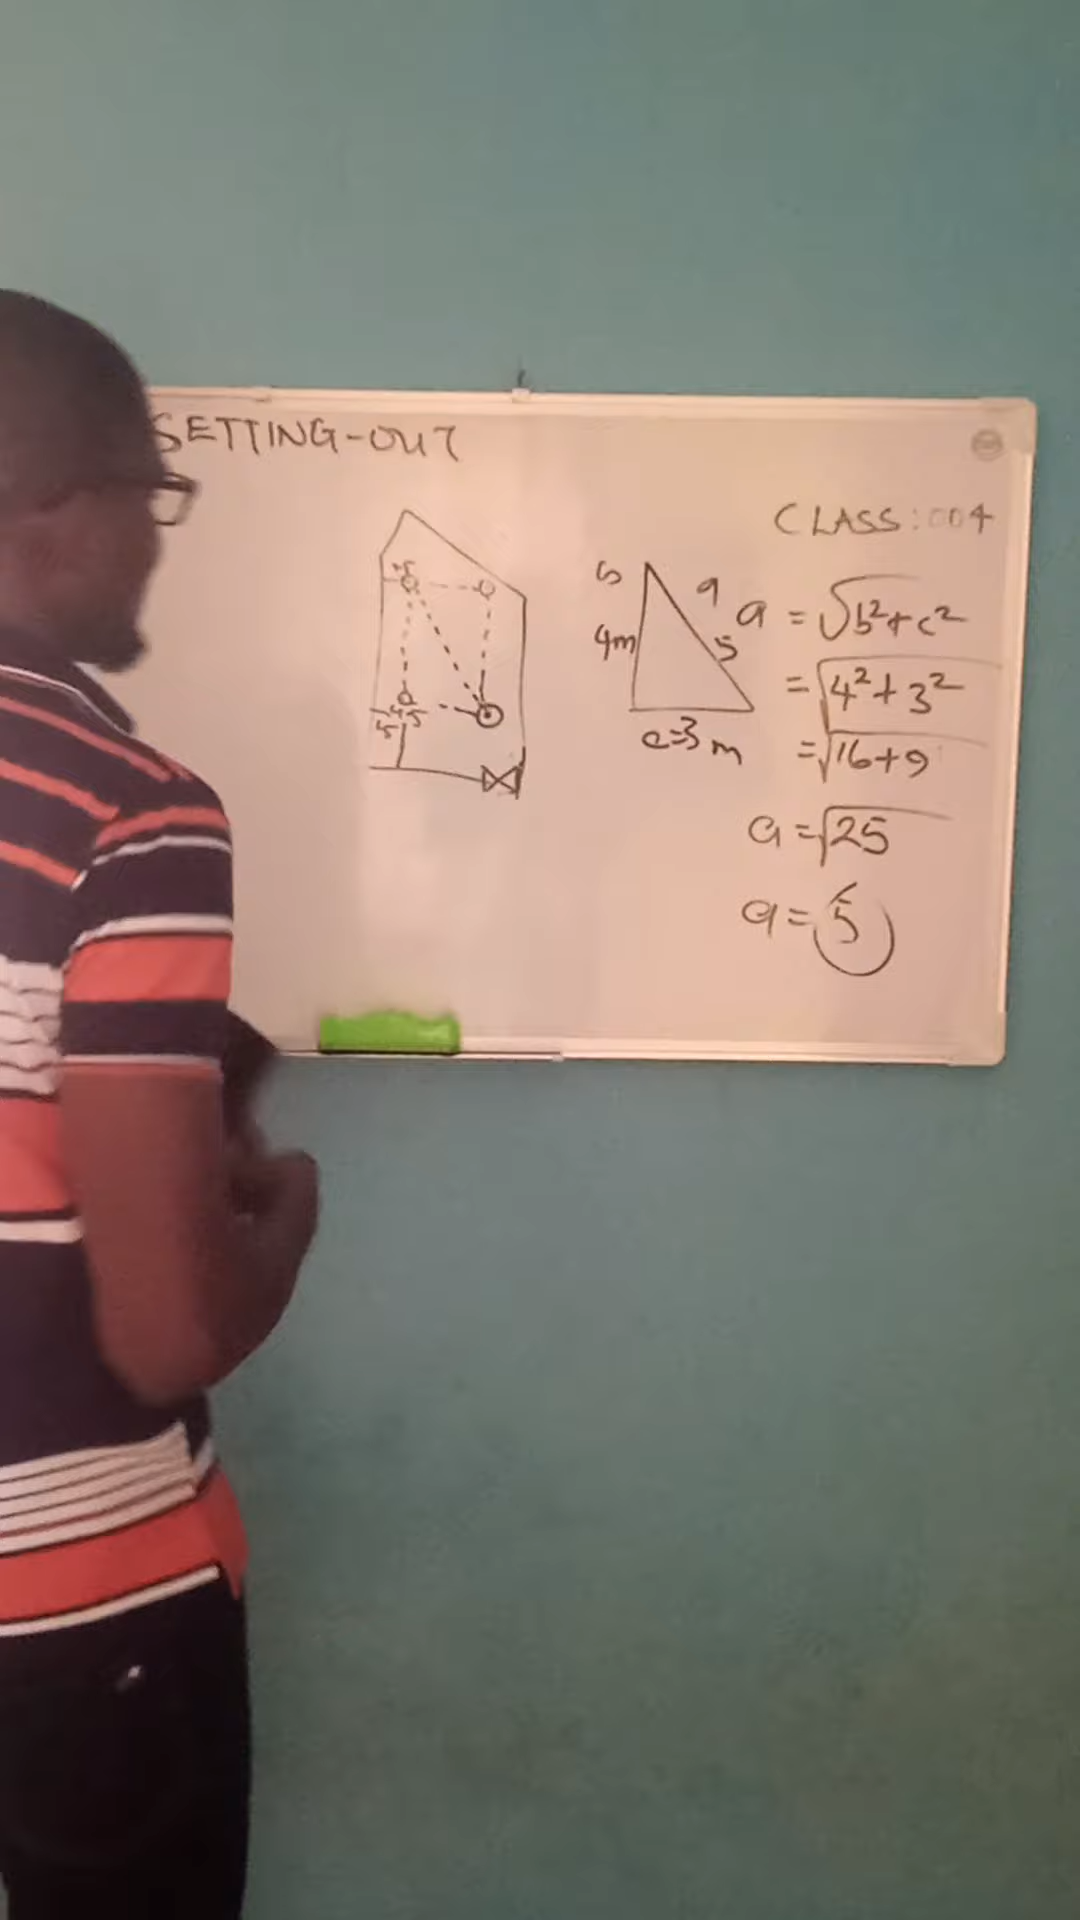 SETTING-OUT
CLASS: 004
b
a
4m
5
c=3m
a = √b²+c²
= √4²+3²
= √16+9
a = √25
a = 5